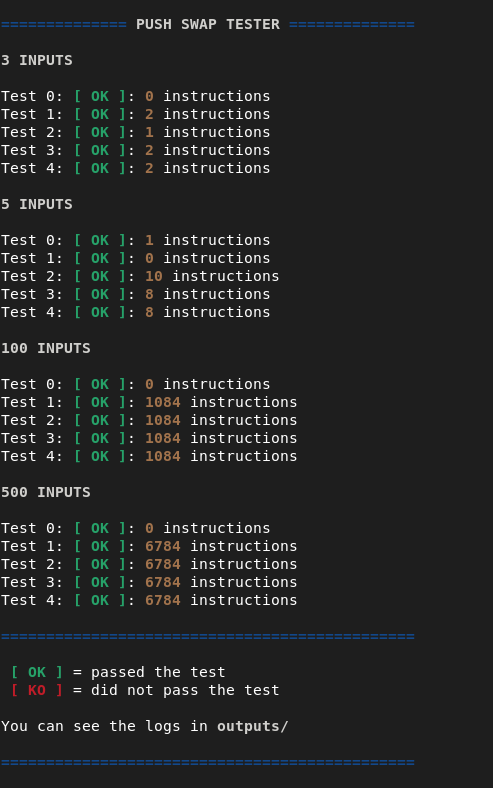 ============== PUSH SWAP TESTER ==============
3 INPUTS
Test 0: [ OK ]: 0 instructions
Test 1: [ OK ]: 2 instructions
Test 2: [ OK ]: 1 instructions
Test 3: [ OK ]: 2 instructions
Test 4: [ OK ]: 2 instructions
5 INPUTS
Test 0: [ OK ]: 1 instructions
Test 1: [ OK ]: 0 instructions
Test 2: [ OK ]: 10 instructions
Test 3: [ OK ]: 8 instructions
Test 4: [ OK ]: 8 instructions
100 INPUTS
Test 0: [ OK ]: 0 instructions
Test 1: [ OK ]: 1084 instructions
Test 2: [ OK ]: 1084 instructions
Test 3: [ OK ]: 1084 instructions
Test 4: [ OK ]: 1084 instructions
500 INPUTS
Test 0: [ OK ]: 0 instructions
Test 1: [ OK ]: 6784 instructions
Test 2: [ OK ]: 6784 instructions
Test 3: [ OK ]: 6784 instructions
Test 4: [ OK ]: 6784 instructions
==============================================
[ OK ] = passed the test
[ KO ] = did not pass the test
You can see the logs in outputs/
==============================================